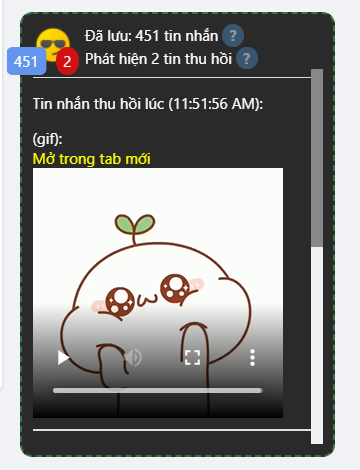 Đã lưu: 451 tin nhắn ?
451 2 Phát hiện 2 tin thu hồi ?
Tin nhắn thu hồi lúc (11:51:56 AM):
(gif):
Mở trong tab mới